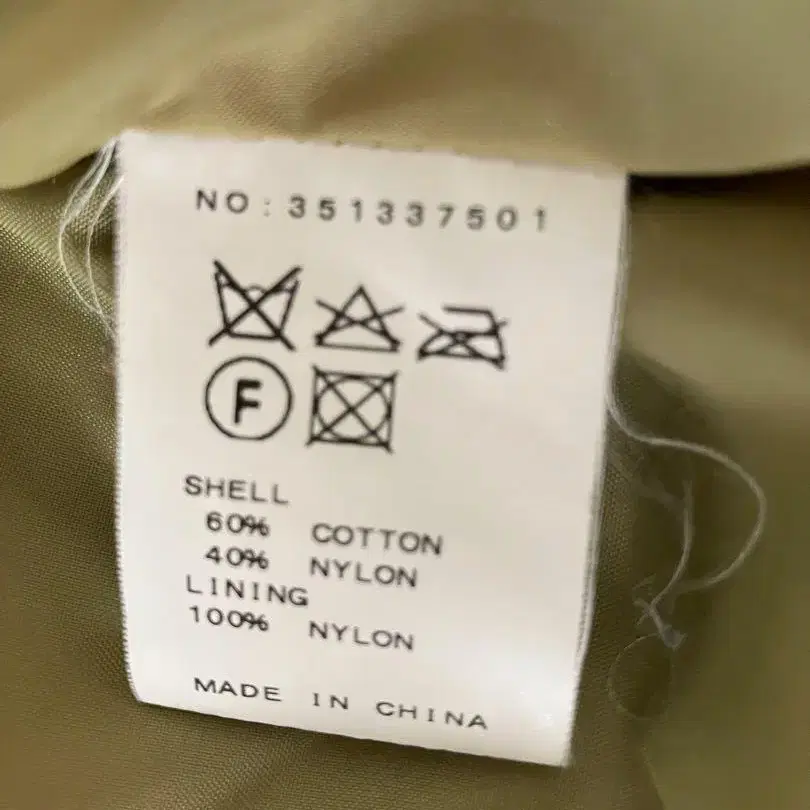 NO:351337501
F
SHELL
60% COTTON
40% NYLON
LINING
100% NYLON
MADE IN CHINA